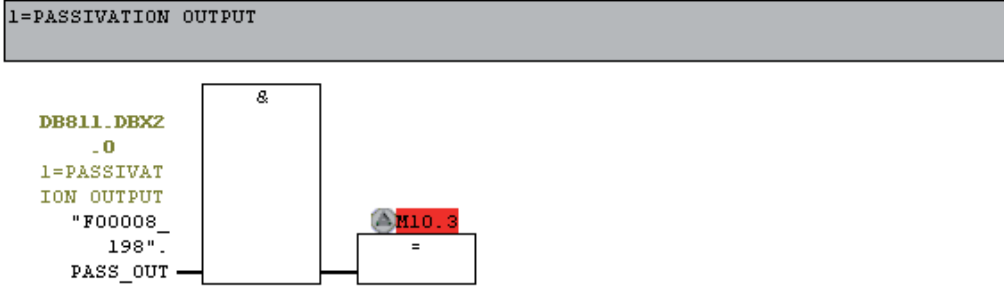 1=PASSIVATION OUTPUT
&
DB811.DBX2
.0
1=PASSIVAT
ION OUTPUT
"F00008_
198".
PASS_OUT
M10.3
=